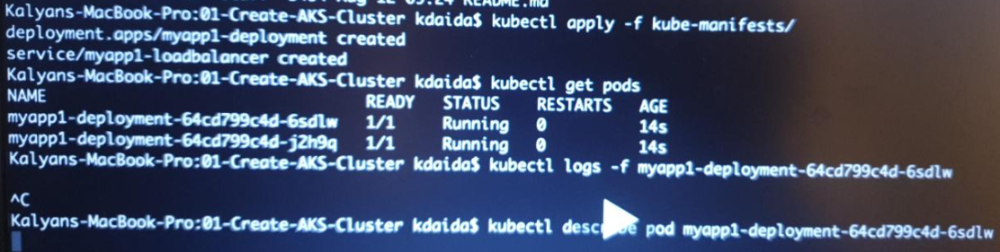 README.md
Kalyans-MacBook-Pro:01-Create-AKS-Cluster kdaida$ kubectl apply -f kube-manifests/
deployment.apps/myapp1-deployment created
service/myapp1-loadbalancer created
Kalyans-MacBook-Pro:01-Create-AKS-Cluster kdaida$ kubectl get pods
NAME READY STATUS RESTARTS AGE
myapp1-deployment-64cd799c4d-6sdlw 1/1 Running 0 14s
myapp1-deployment-64cd799c4d-j2h9q 1/1 Running 0 14s
Kalyans-MacBook-Pro:01-Create-AKS-Cluster kdaida$ kubectl logs -f myapp1-deployment-64cd799c4d-6sdlw
^C
Kalyans-MacBook-Pro:01-Create-AKS-Cluster kdaida$ kubectl describe pod myapp1-deployment-64cd799c4d-6sdlw